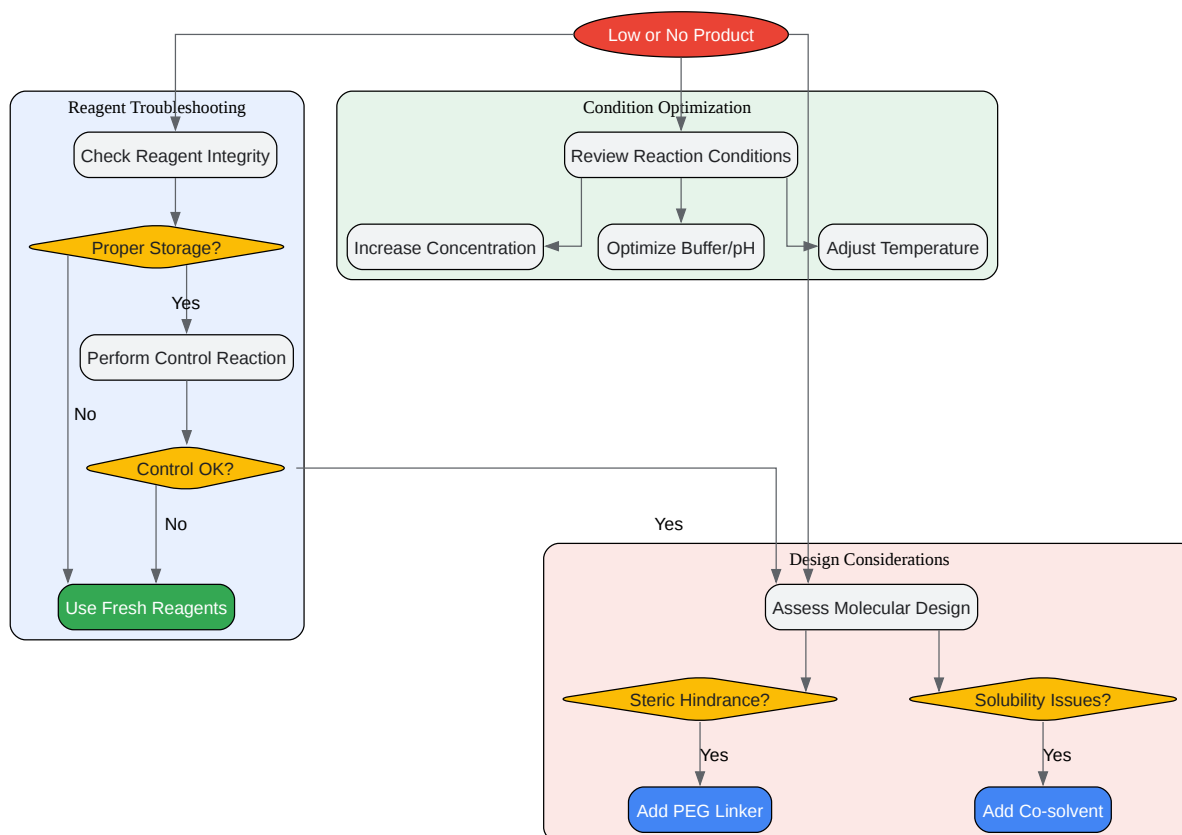 Low or No Product
Reagent Troubleshooting
Check Reagent Integrity
Proper Storage?
Yes
Perform Control Reaction
No
Control OK?
No
Use Fresh Reagents
Condition Optimization
Review Reaction Conditions
Increase Concentration
Optimize Buffer/pH
Adjust Temperature
Yes
Design Considerations
Assess Molecular Design
Steric Hindrance?
Solubility Issues?
Yes
Yes
Add PEG Linker
Add Co-solvent